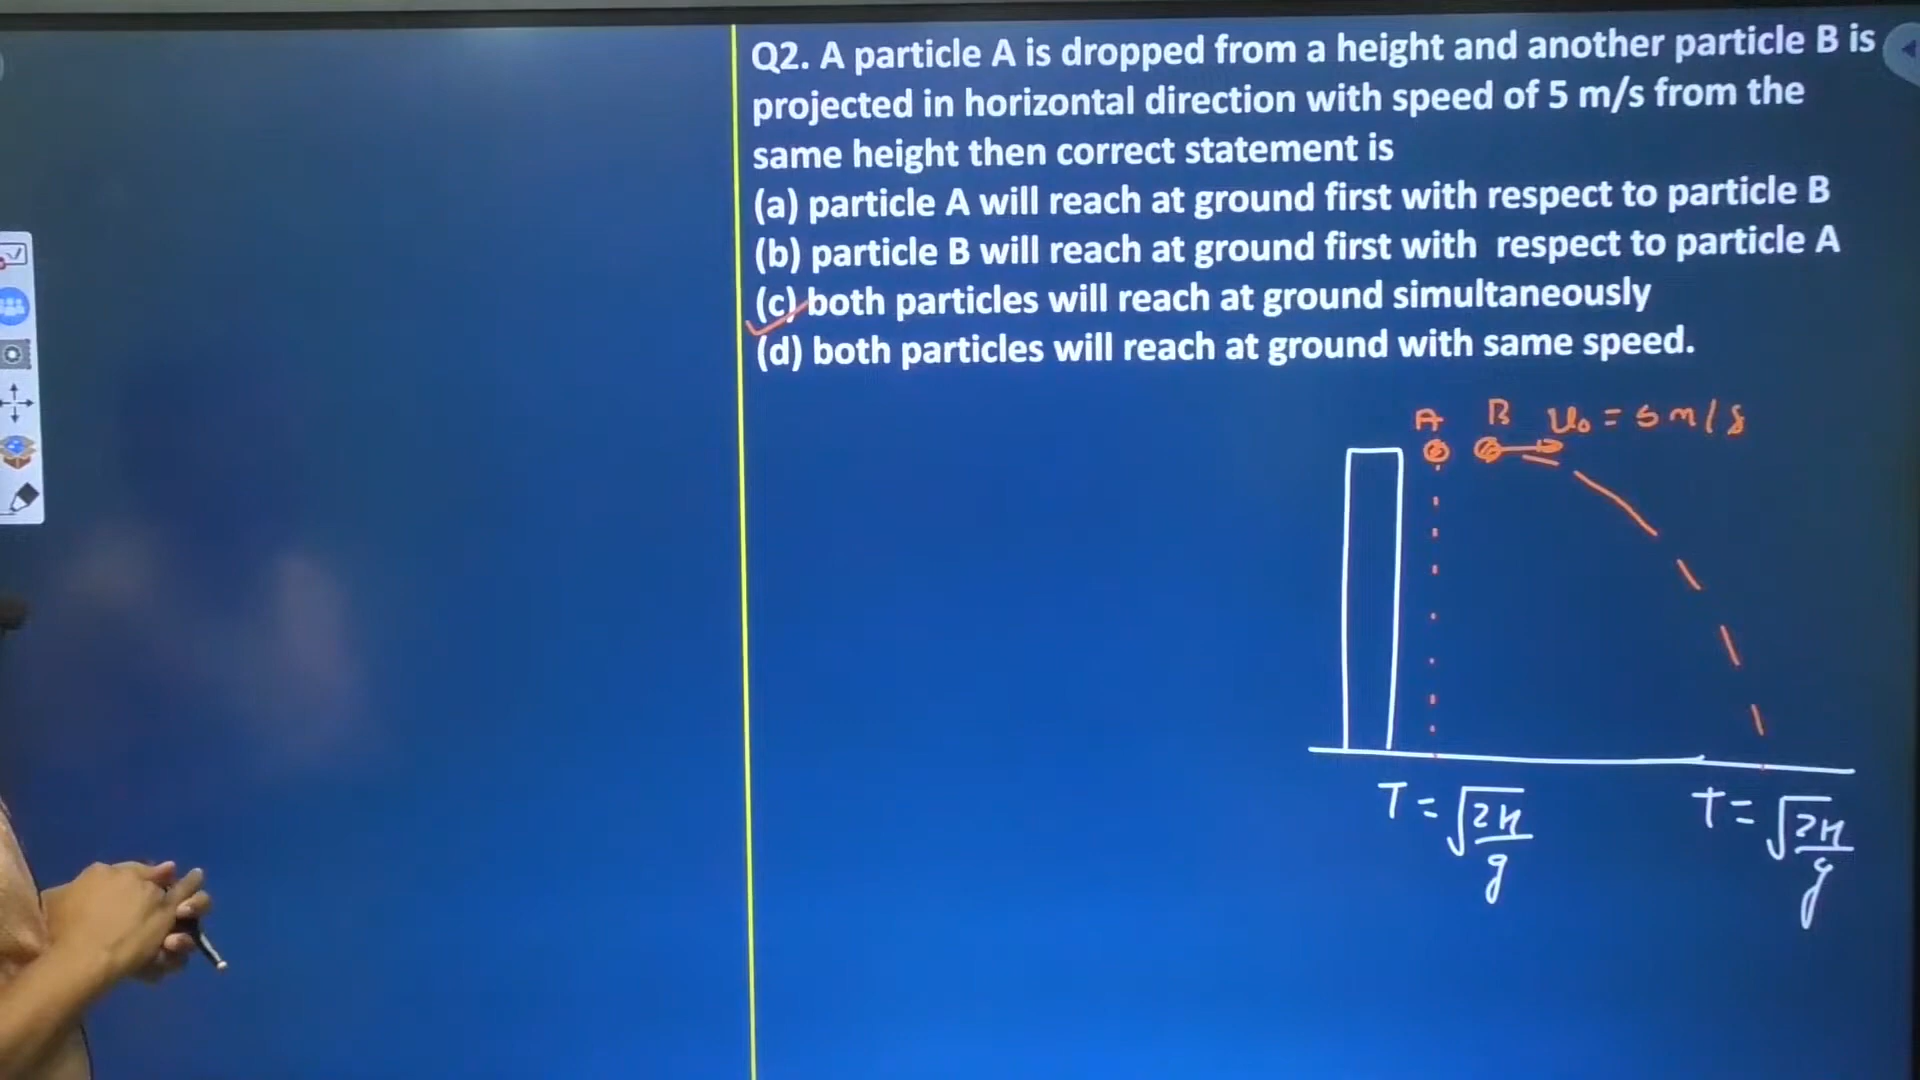 Q2. A particle A is dropped from a height and another particle B is
projected in horizontal direction with speed of 5 m/s from the
same height then correct statement is
(a) particle A will reach at ground first with respect to particle B
(b) particle B will reach at ground first with respect to particle A
(c) both particles will reach at ground simultaneously
(d) both particles will reach at ground with same speed.
A B u₀ = 5 m/s
T = √2H/g T = √2H/g